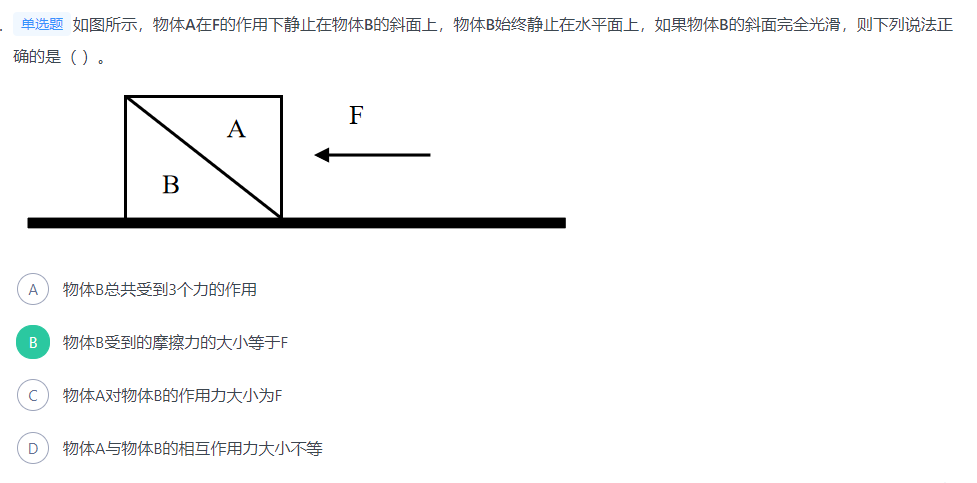 . 单选题 如图所示，物体A在F的作用下静止在物体B的斜面上，物体B始终静止在水平面上，如果物体B的斜面完全光滑，则下列说法正
确的是（ ）。
F
A
B
A 物体B总共受到3个力的作用
B 物体B受到的摩擦力的大小等于F
C 物体A对物体B的作用力大小为F
D 物体A与物体B的相互作用力大小不等